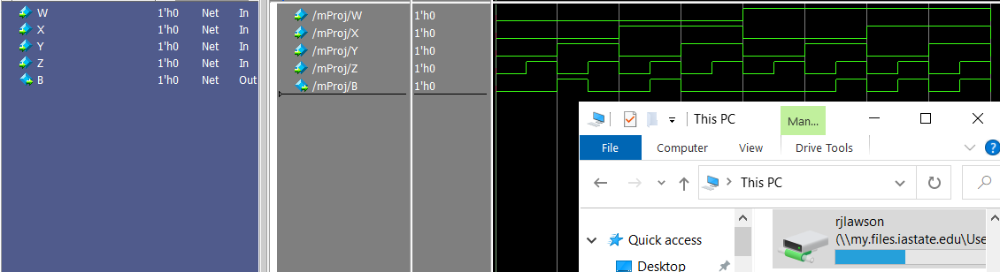 W 1'h0 Net In
X 1'h0 Net In
Y 1'h0 Net In
Z 1'h0 Net In
B 1'h0 Net Out
/mProj/W 1'h0
/mProj/X 1'h0
/mProj/Y 1'h0
/mProj/Z 1'h0
/mProj/B 1'h0
This PC Man...
File Computer View Drive Tools ?
This PC
Quick access
Desktop
rjlawson
(\\my.files.iastate.edu\Use